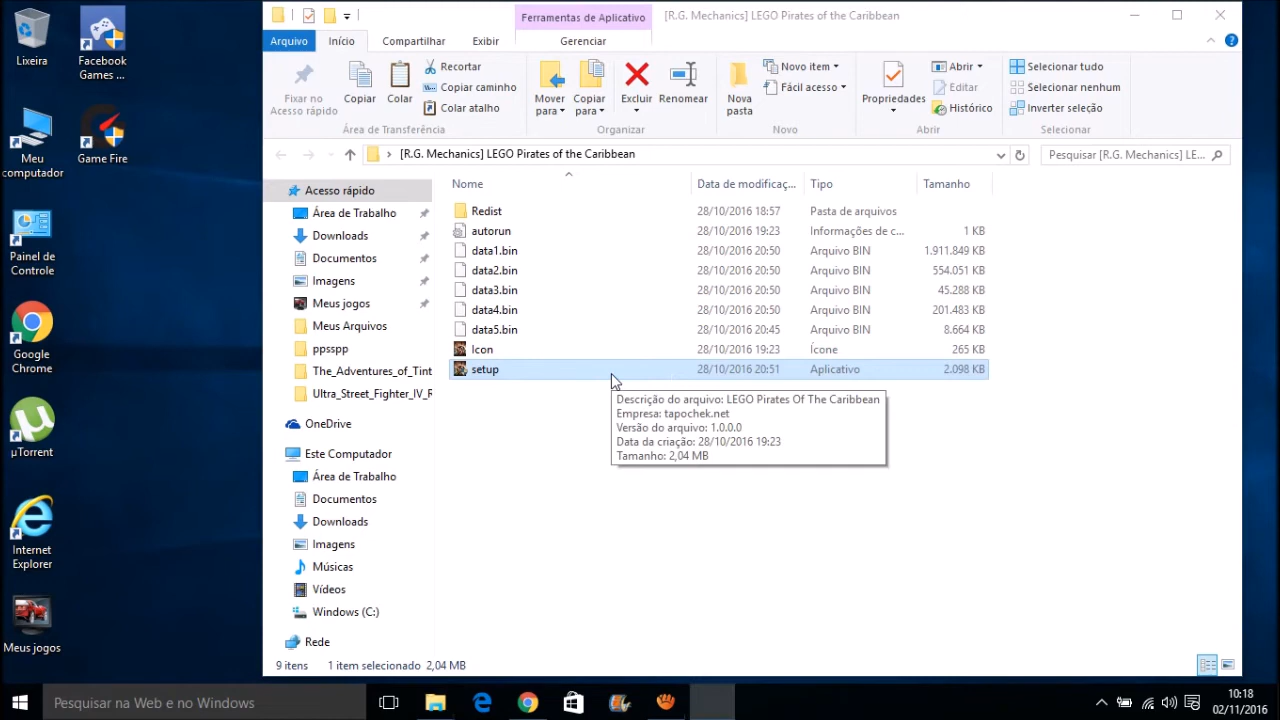 Ferramentas de Aplicativo
[R.G. Mechanics] LEGO Pirates of the Caribbean
Arquivo
Início
Compartilhar
Exibir
Gerenciar
Fixar no
Acesso rápido
Copiar
Colar
Recortar
Copiar caminho
Colar atalho
Área de Transferência
Mover
para
Copiar
para
Excluir
Renomear
Organizar
Nova
pasta
Novo item
Fácil acesso
Novo
Propriedades
Abrir
Editar
Histórico
Abrir
Selecionar tudo
Selecionar nenhum
Inverter seleção
Selecionar
[R.G. Mechanics] LEGO Pirates of the Caribbean
Pesquisar [R.G. Mechanics] LE...
Acesso rápido
Área de Trabalho
Downloads
Documentos
Imagens
Meus jogos
Meus Arquivos
ppsspp
The_Adventures_of_Tint
Ultra_Street_Fighter_IV_R
OneDrive
Este Computador
Área de Trabalho
Documentos
Downloads
Imagens
Músicas
Vídeos
Windows (C:)
Rede
Nome Data de modificaç... Tipo Tamanho
Redist 28/10/2016 18:57 Pasta de arquivos
autorun 28/10/2016 19:23 Informações de c... 1 KB
data1.bin 28/10/2016 20:50 Arquivo BIN 1.911.849 KB
data2.bin 28/10/2016 20:50 Arquivo BIN 554.051 KB
data3.bin 28/10/2016 20:50 Arquivo BIN 45.288 KB
data4.bin 28/10/2016 20:50 Arquivo BIN 201.483 KB
data5.bin 28/10/2016 20:45 Arquivo BIN 8.664 KB
Icon 28/10/2016 19:23 Ícone 265 KB
setup 28/10/2016 20:51 Aplicativo 2.098 KB
Descrição do arquivo: LEGO Pirates Of The Caribbean
Empresa: tapochek.net
Versão do arquivo: 1.0.0.0
Data da criação: 28/10/2016 19:23
Tamanho: 2,04 MB
9 itens 1 item selecionado 2,04 MB
Lixeira
Facebook
Games ...
Meu
computador
Game Fire
Painel de
Controle
Google
Chrome
µTorrent
Internet
Explorer
Meus jogos
Pesquisar na Web e no Windows
10:18
02/11/2016